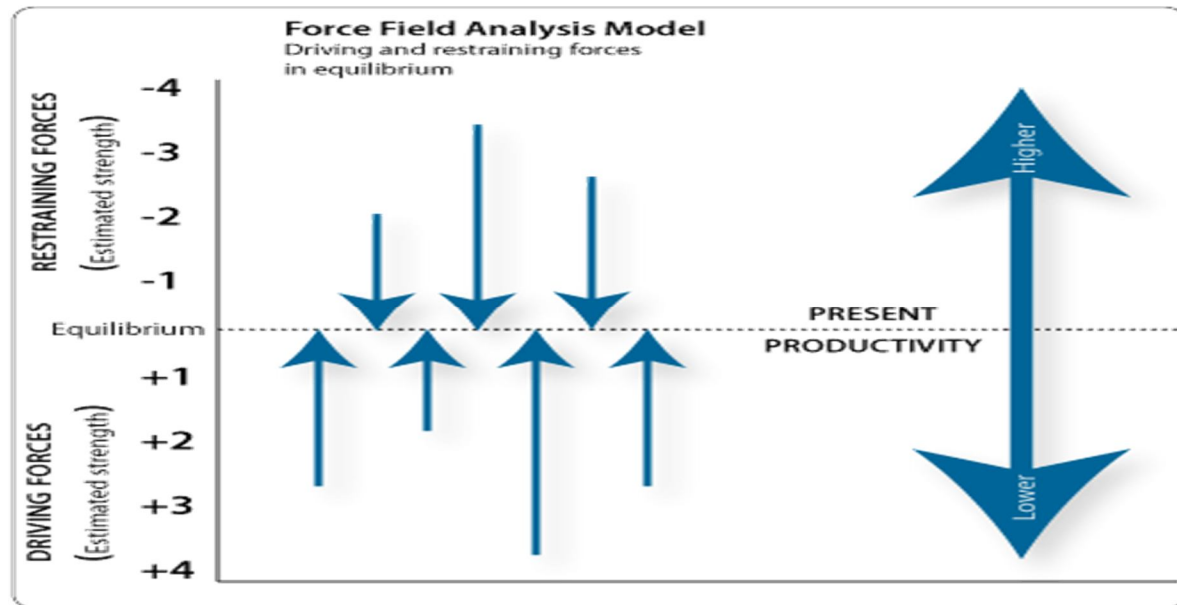 Force Field Analysis Model
Driving and restraining forces
in equilibrium
RESTRAINING FORCES
(Estimated strength)
-4
-3
-2
-1
Equilibrium
PRESENT
PRODUCTIVITY
Higher
Lower
DRIVING FORCES
(Estimated strength)
+1
+2
+3
+4